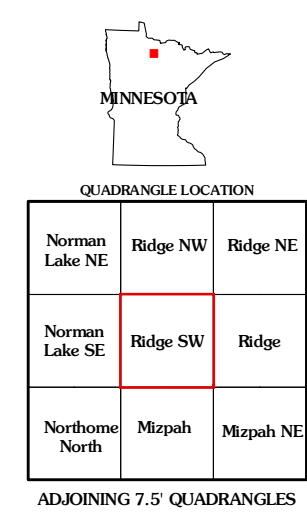 MINNESOTA
QUADRANGLE LOCATION
Norman
Lake NE
Ridge NW
Ridge NE
Norman
Lake SE
Ridge SW
Ridge
Northome
North
Mizpah
Mizpah NE
ADJOINING 7.5' QUADRANGLES